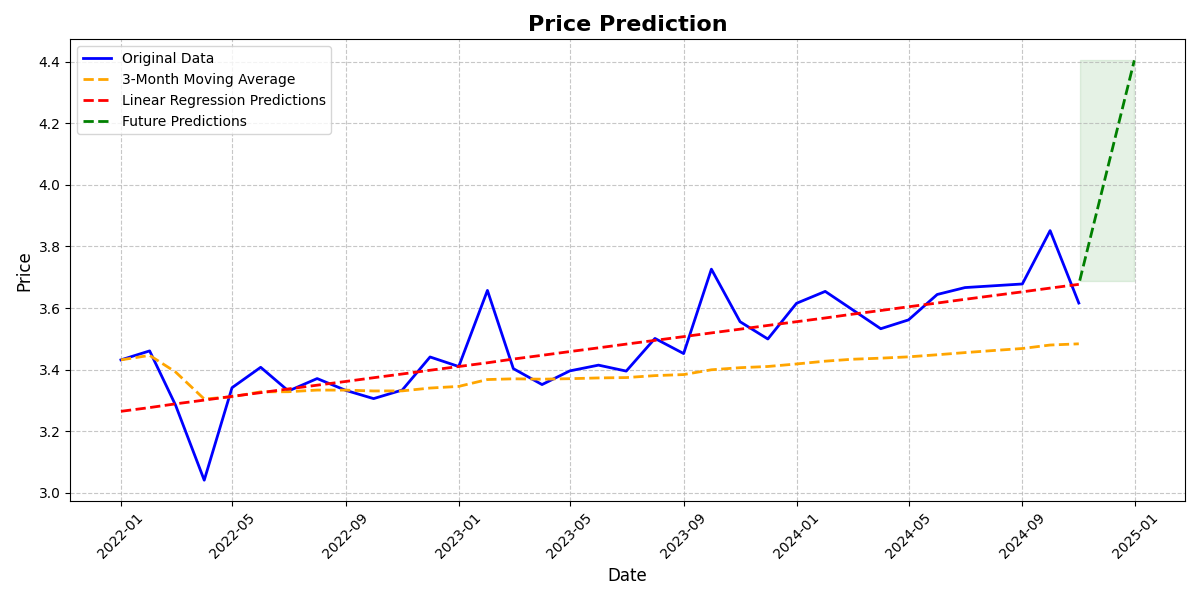 Price Prediction
Original Data
3-Month Moving Average
Linear Regression Predictions
Future Predictions
Price
4.4
4.2
4.0
3.8
3.6
3.4
3.2
3.0
2022-01
2022-05
2022-09
2023-01
2023-05
2023-09
2024-01
2024-05
2024-09
2025-01
Date